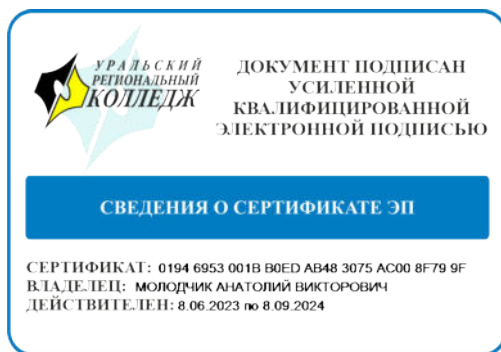 УРАЛЬСКИЙ
РЕГИОНАЛЬНЫЙ
КОЛЛЕДЖ
ДОКУМЕНТ ПОДПИСАН
УСИЛЕННОЙ
КВАЛИФИЦИРОВАННОЙ
ЭЛЕКТРОННОЙ ПОДПИСЬЮ
СВЕДЕНИЯ О СЕРТИФИКАТЕ ЭП
СЕРТИФИКАТ: 0194 6953 001B B0ED AB48 3075 AC00 8F79 9F
ВЛАДЕЛЕЦ: МОЛОДЧИК АНАТОЛИЙ ВИКТОРОВИЧ
ДЕЙСТВИТЕЛЕН: 8.06.2023 по 8.09.2024